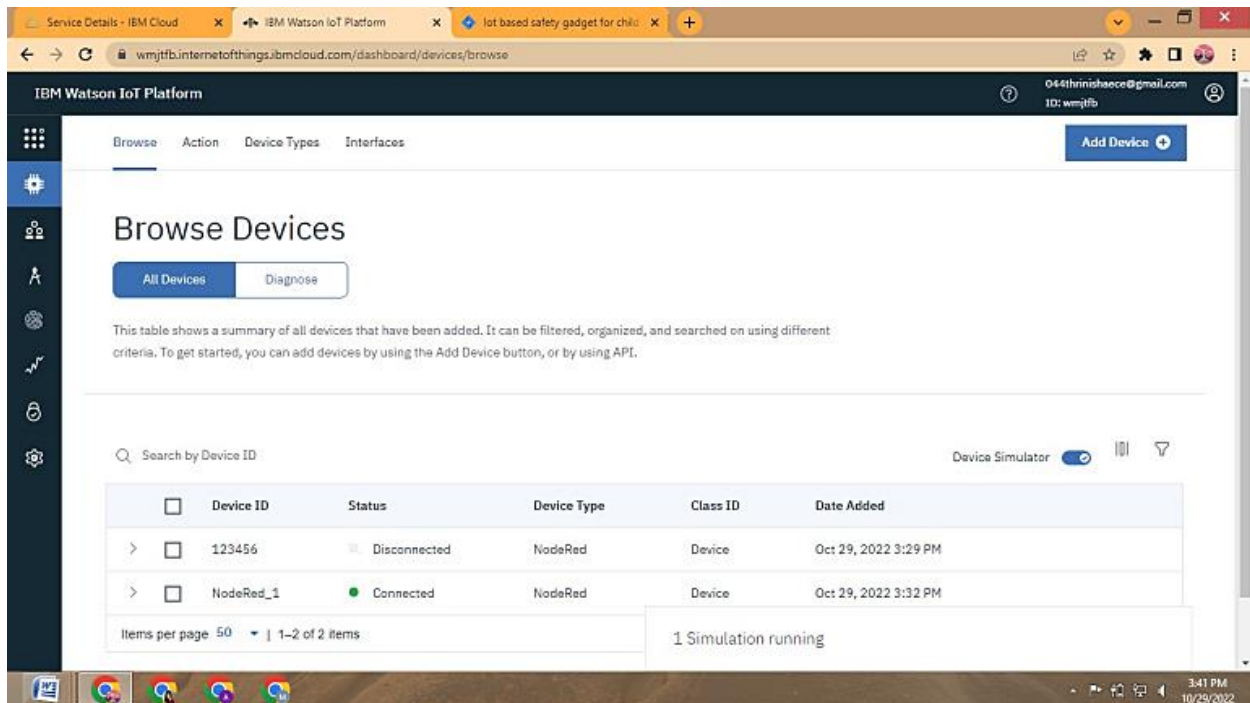 Service Details - IBM Cloud
IBM Watson IoT Platform
Iot based safety gadget for child
wmjtfb.internetofthings.ibmcloud.com/dashboard/devices/browse
IBM Watson IoT Platform
044thrinishaece@gmail.com
ID: wmjtfb
Browse Action Device Types Interfaces
Add Device
Browse Devices
All Devices Diagnose
This table shows a summary of all devices that have been added. It can be filtered, organized, and searched on using different
criteria. To get started, you can add devices by using the Add Device button, or by using API.
Search by Device ID
Device Simulator
Device ID Status Device Type Class ID Date Added
123456 Disconnected NodeRed Device Oct 29, 2022 3:29 PM
NodeRed_1 Connected NodeRed Device Oct 29, 2022 3:32 PM
Items per page 50 | 1–2 of 2 items
1 Simulation running
3:41 PM
10/29/2022